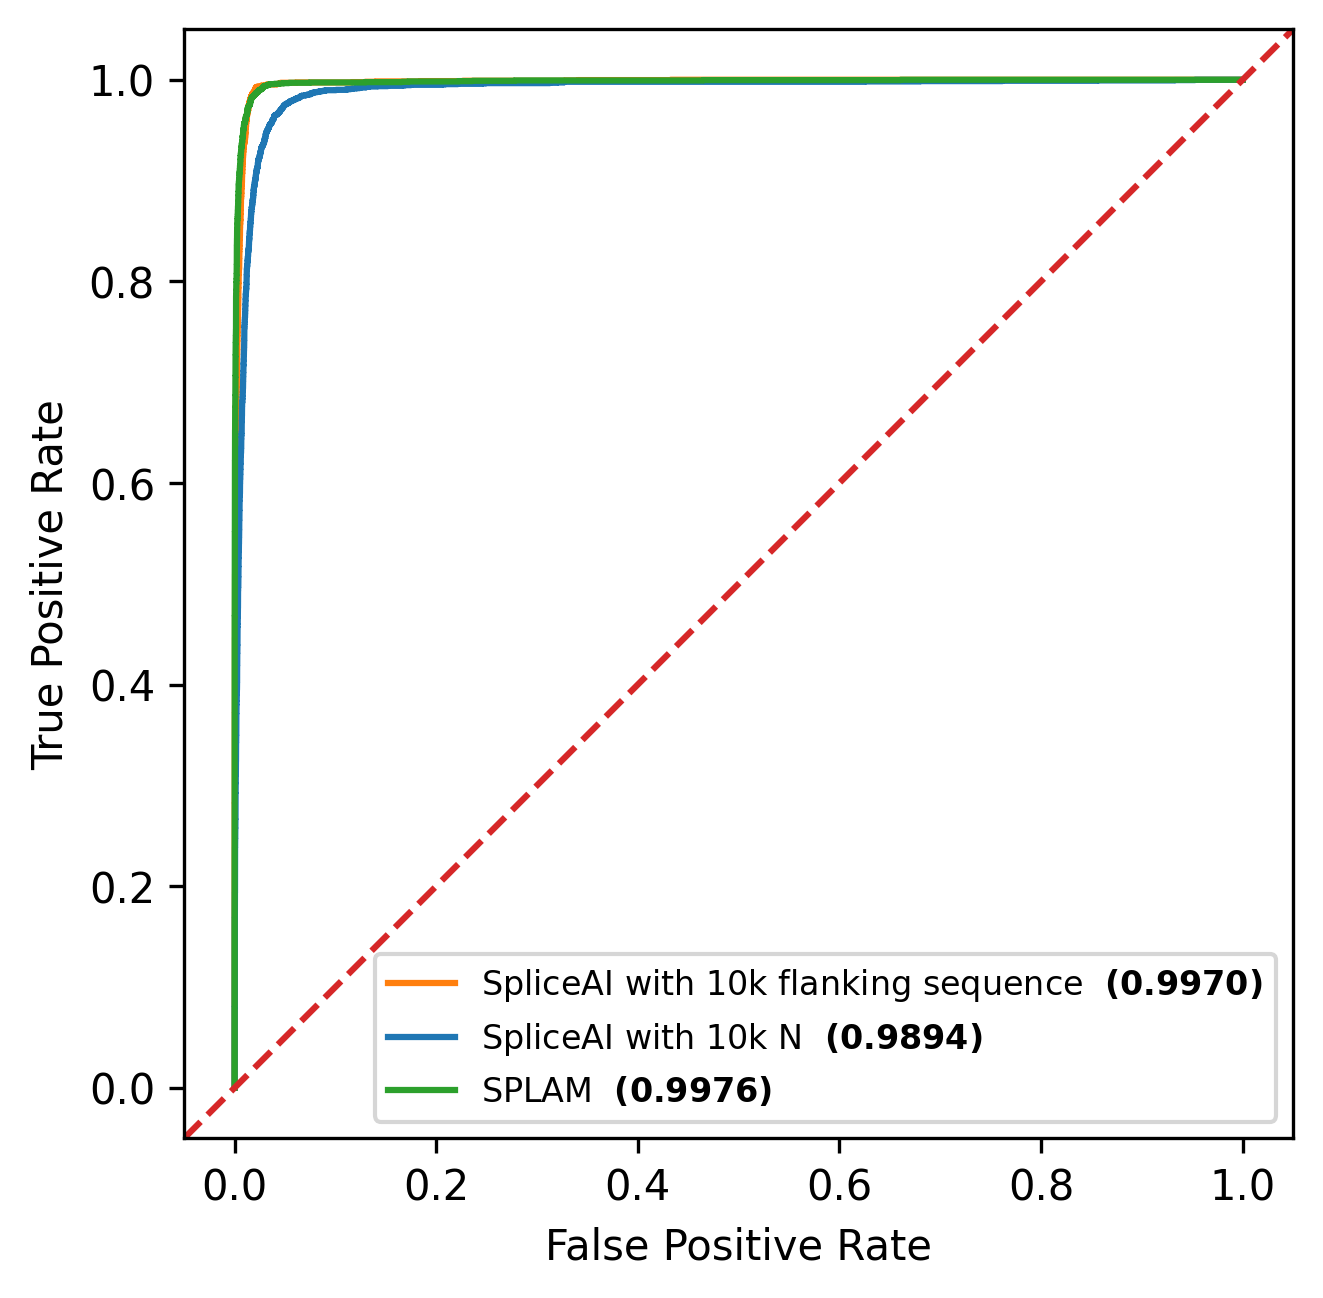 1.0
0.8
0.6
0.4
0.2
0.0
True Positive Rate
SpliceAI with 10k flanking sequence (0.9970)
SpliceAI with 10k N (0.9894)
SPLAM (0.9976)
0.0 0.2 0.4 0.6 0.8 1.0
False Positive Rate